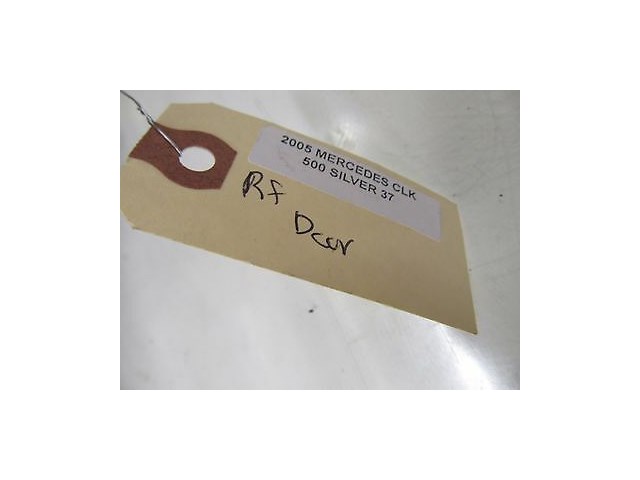 2005 MERCEDES CLK
500 SILVER 37
Rf
Door